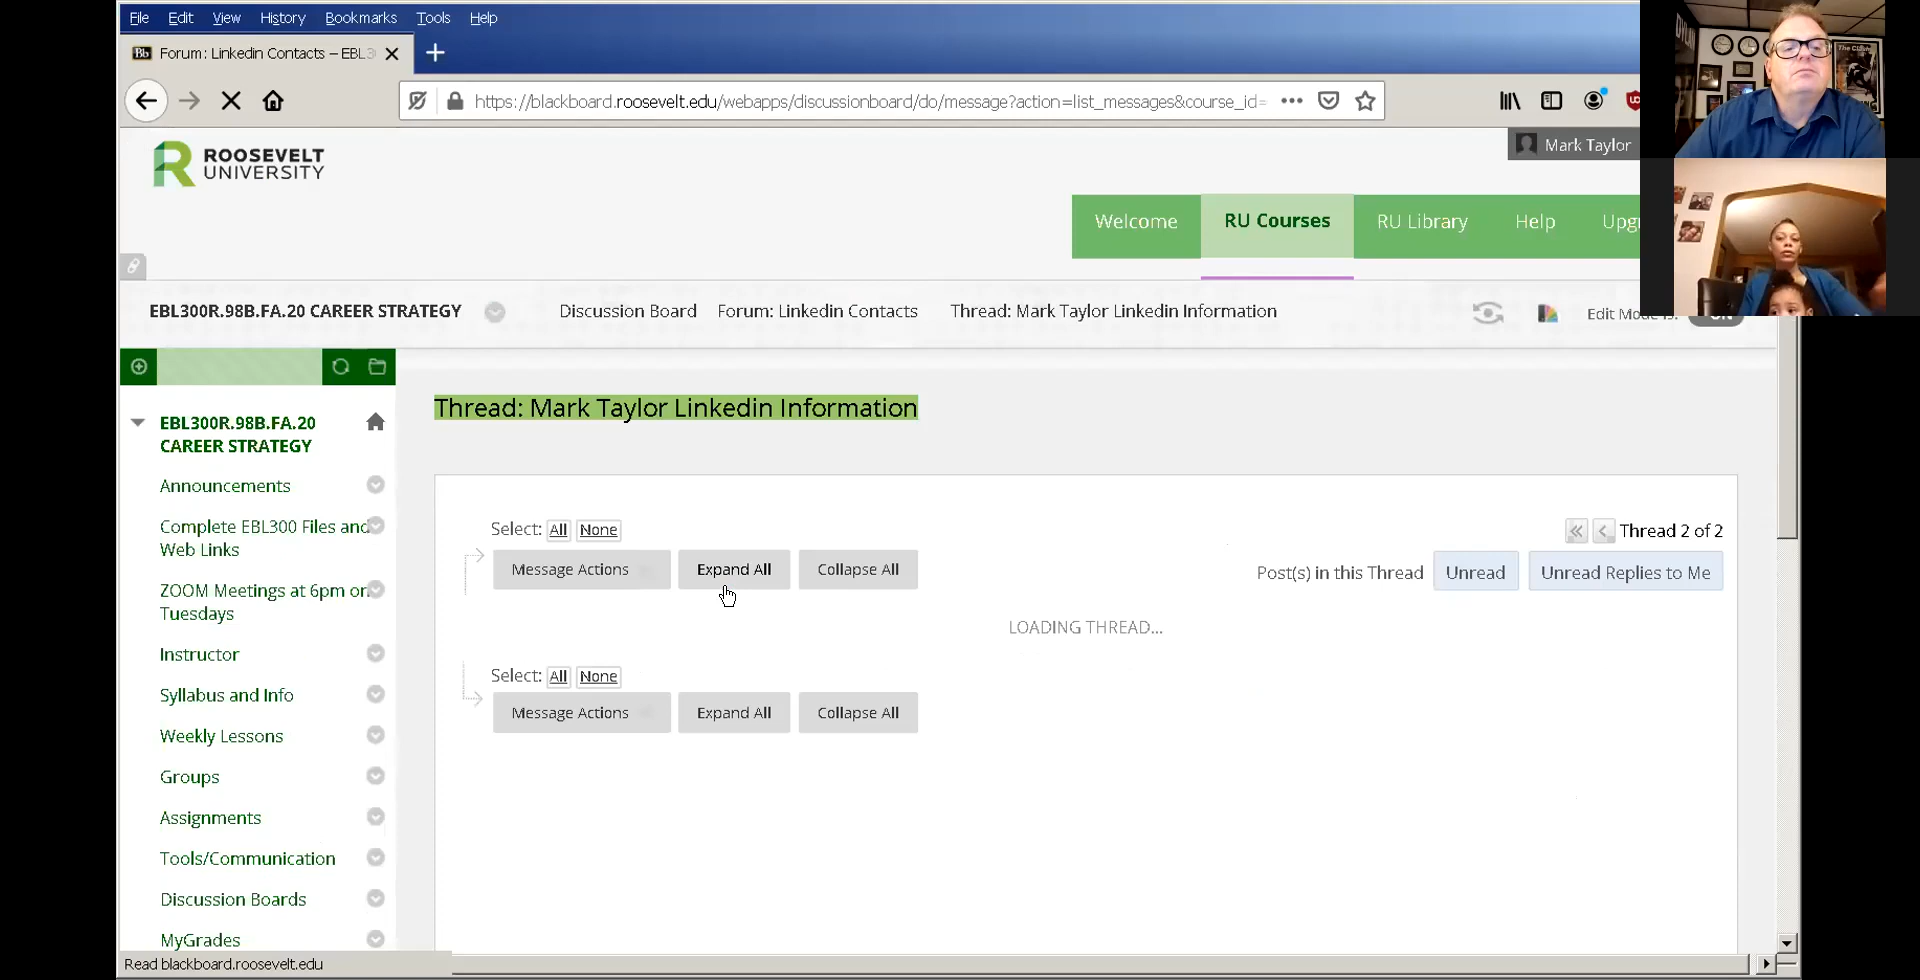 File Edit View History Bookmarks Tools Help
Bb Forum: Linkedin Contacts – EBL3
https://blackboard.roosevelt.edu/webapps/discussionboard/do/message?action=list_messages&course_id=
ROOSEVELT
UNIVERSITY
Mark Taylor
Welcome RU Courses RU Library Help
EBL300R.98B.FA.20 CAREER STRATEGY Discussion Board Forum: Linkedin Contacts Thread: Mark Taylor Linkedin Information Edit Mode is: ON
EBL300R.98B.FA.20
CAREER STRATEGY
Announcements
Complete EBL300 Files and
Web Links
ZOOM Meetings at 6pm on
Tuesdays
Instructor
Syllabus and Info
Weekly Lessons
Groups
Assignments
Tools/Communication
Discussion Boards
MyGrades
Thread: Mark Taylor Linkedin Information
Select: All None
Thread 2 of 2
Message Actions Expand All Collapse All
Post(s) in this Thread Unread Unread Replies to Me
LOADING THREAD...
Select: All None
Message Actions Expand All Collapse All
Read blackboard.roosevelt.edu